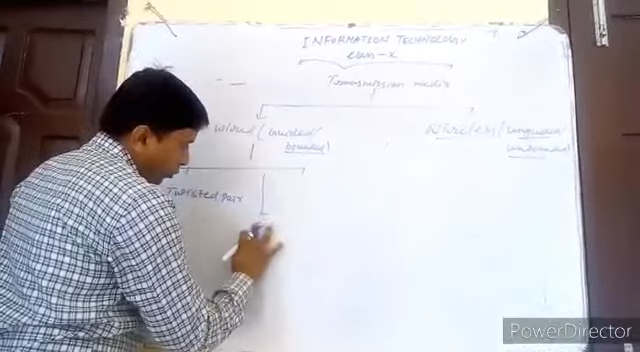 INFORMATION TECHNOLOGY
class-X
Transmission media
Wired (Guided/
bounded)
Wireless (unguided/
unbounded)
Twisted pair
PowerDirector